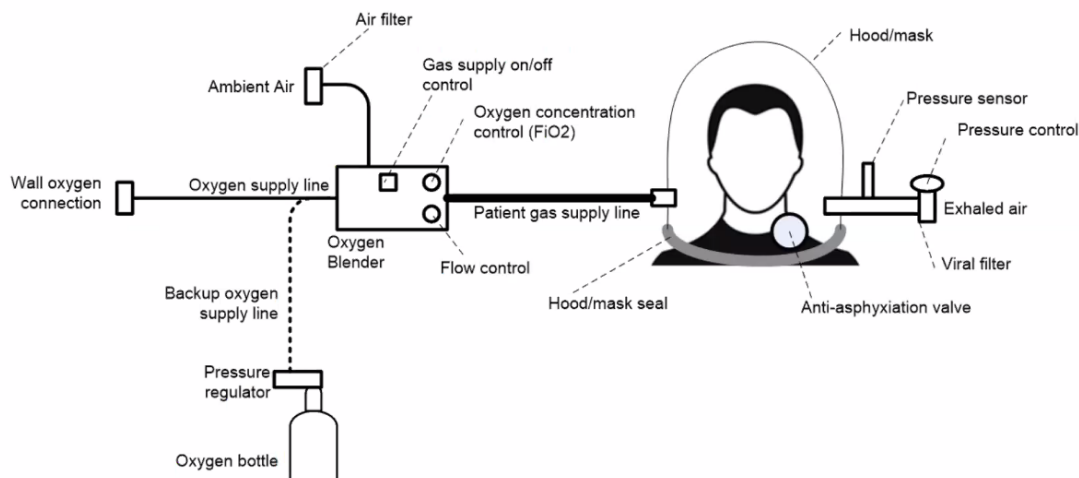 Air filter
Ambient Air
Gas supply on/off
control
Oxygen concentration
control (FiO2)
Hood/mask
Pressure sensor
Pressure control
Wall oxygen
connection
Oxygen supply line
Patient gas supply line
Exhaled air
Oxygen
Blender
Flow control
Viral filter
Backup oxygen
supply line
Hood/mask seal
Anti-asphyxiation valve
Pressure
regulator
Oxygen bottle